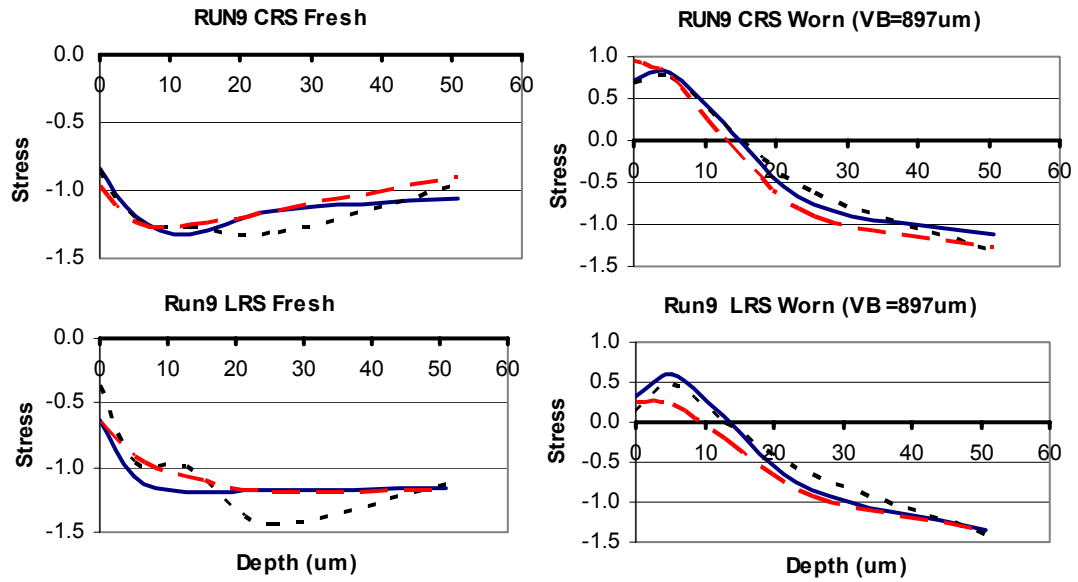 RUN9 CRS Fresh
0.0
0 10 20 30 40 50 60
-0.5
-1.0
-1.5
Stress
RUN9 CRS Worn (VB=897um)
1.0
0.5
0.0
0 10 20 30 40 50 60
-0.5
-1.0
-1.5
Stress
Run9 LRS Fresh
0.0
0 10 20 30 40 50 60
-0.5
-1.0
-1.5
Stress
Depth (um)
Run9 LRS Worn (VB =897um)
1.0
0.5
0.0
0 10 20 30 40 50 60
-0.5
-1.0
-1.5
Stress
Depth (um)